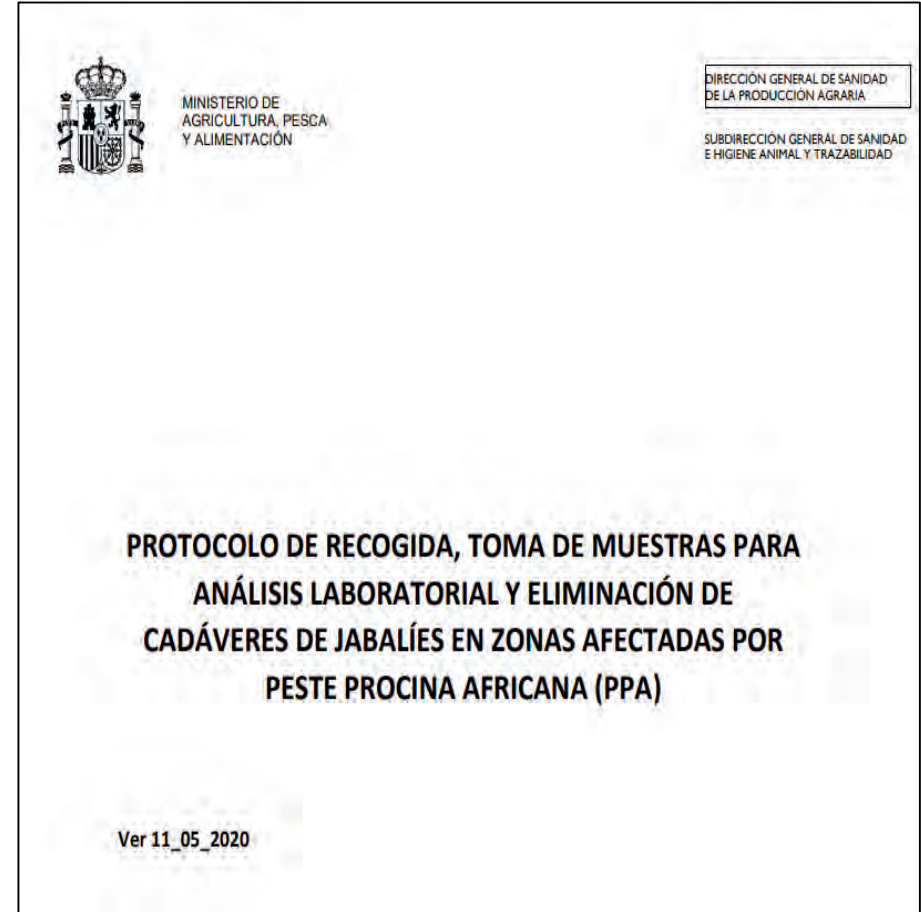 MINISTERIO DE
AGRICULTURA, PESCA
Y ALIMENTACIÓN
DIRECCIÓN GENERAL DE SANIDAD
DE LA PRODUCCIÓN AGRARIA
SUBDIRECCIÓN GENERAL DE SANIDAD
E HIGIENE ANIMAL Y TRAZABILIDAD
PROTOCOLO DE RECOGIDA, TOMA DE MUESTRAS PARA
ANÁLISIS LABORATORIAL Y ELIMINACIÓN DE
CADÁVERES DE JABALÍES EN ZONAS AFECTADAS POR
PESTE PROCINA AFRICANA (PPA)
Ver 11_05_2020